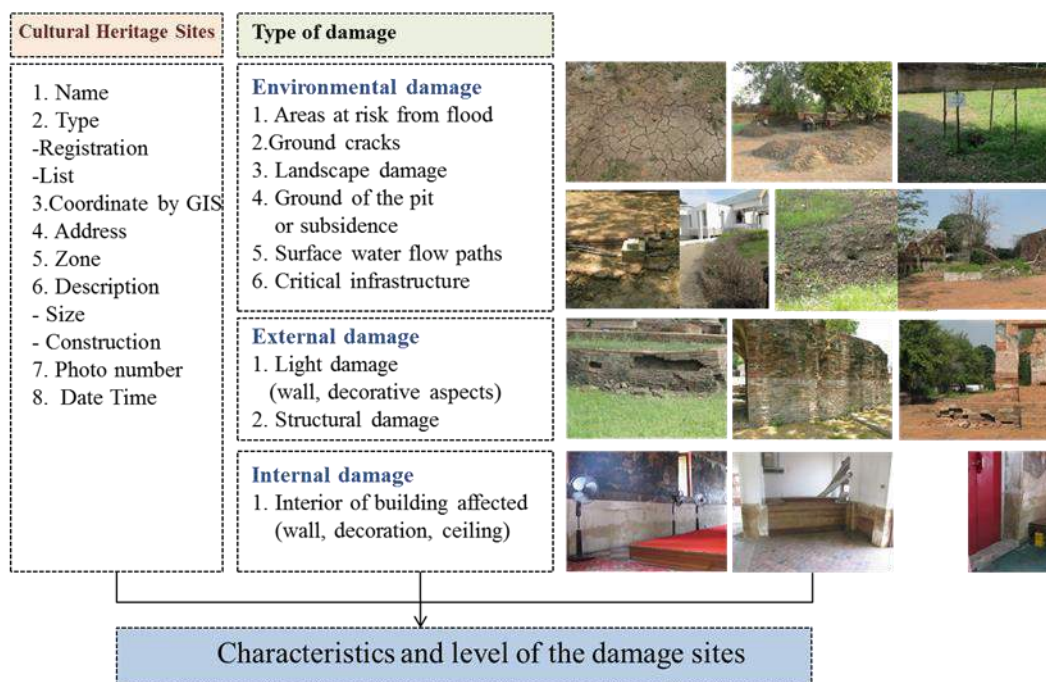 Cultural Heritage Sites
1. Name
2. Type
-Registration
-List
3.Coordinate by GIS
4. Address
5. Zone
6. Description
- Size
- Construction
7. Photo number
8. Date Time
Type of damage
Environmental damage
1. Areas at risk from flood
2.Ground cracks
3. Landscape damage
4. Ground of the pit
or subsidence
5. Surface water flow paths
6. Critical infrastructure
External damage
1. Light damage
(wall, decorative aspects)
2. Structural damage
Internal damage
1. Interior of building affected
(wall, decoration, ceiling)
Characteristics and level of the damage sites